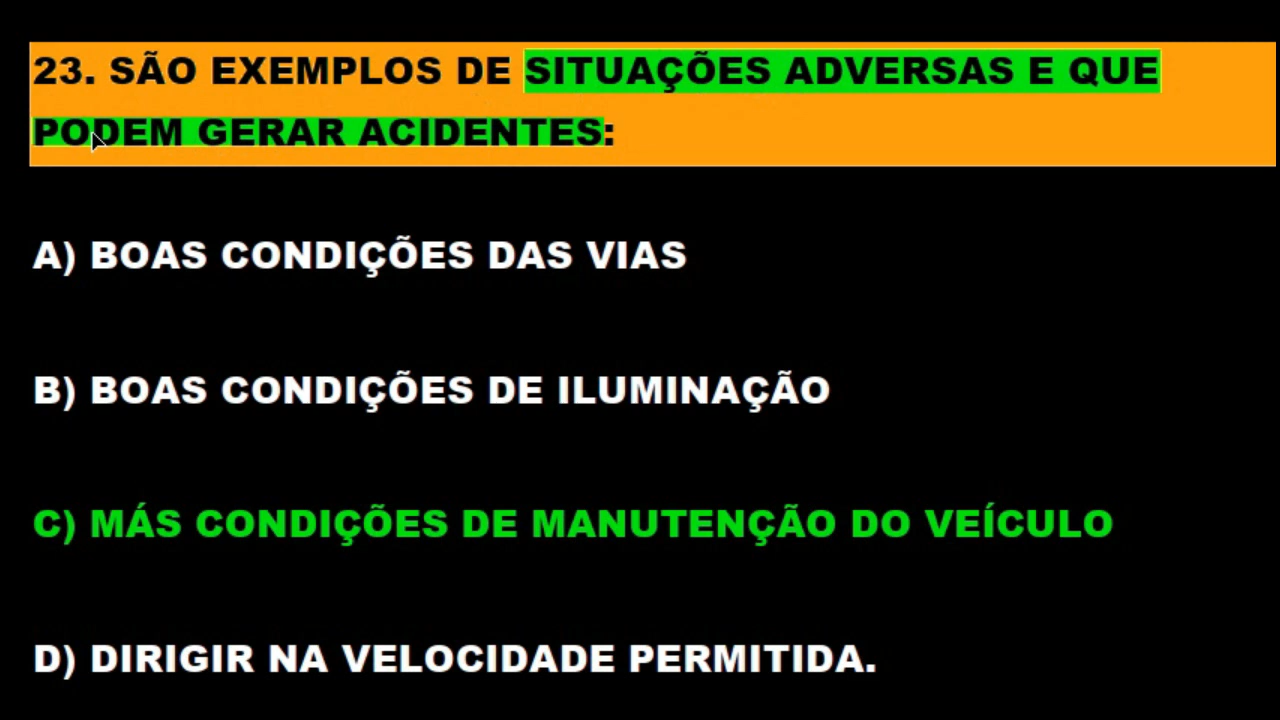 23. SÃO EXEMPLOS DE SITUAÇÕES ADVERSAS E QUE
PODEM GERAR ACIDENTES:
A) BOAS CONDIÇÕES DAS VIAS
B) BOAS CONDIÇÕES DE ILUMINAÇÃO
C) MÁS CONDIÇÕES DE MANUTENÇÃO DO VEÍCULO
D) DIRIGIR NA VELOCIDADE PERMITIDA.